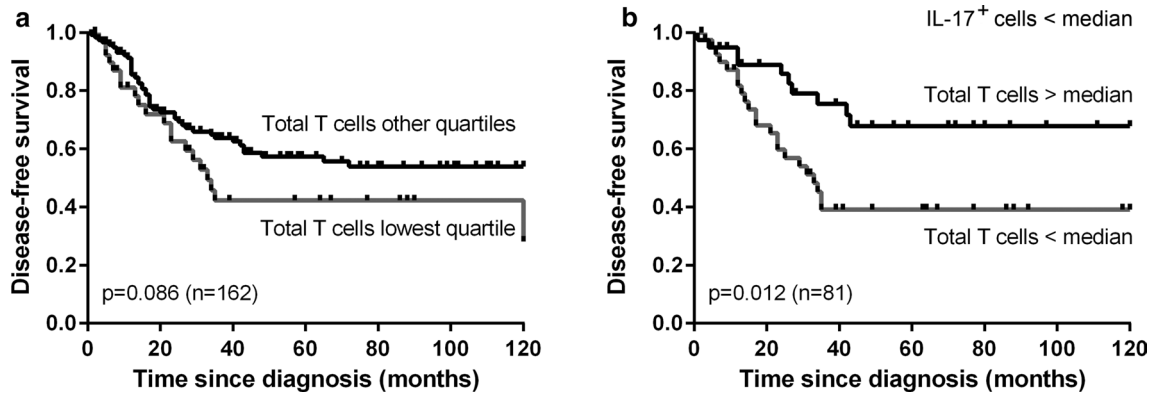 a
Disease-free survival
1.0
0.8
0.6
0.4
0.2
0.0
Total T cells other quartiles
Total T cells lowest quartile
p=0.086 (n=162)
0 20 40 60 80 100 120
Time since diagnosis (months)
b
IL-17+ cells < median
Disease-free survival
1.0
0.8
0.6
0.4
0.2
0.0
Total T cells > median
Total T cells < median
p=0.012 (n=81)
0 20 40 60 80 100 120
Time since diagnosis (months)